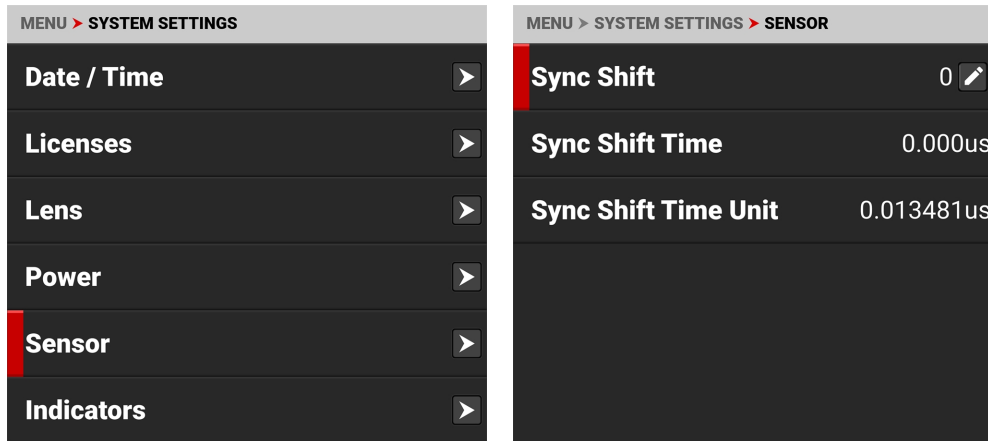 MENU > SYSTEM SETTINGS
Date / Time
Licenses
Lens
Power
Sensor
Indicators
MENU > SYSTEM SETTINGS > SENSOR
Sync Shift 0
Sync Shift Time 0.000us
Sync Shift Time Unit 0.013481us